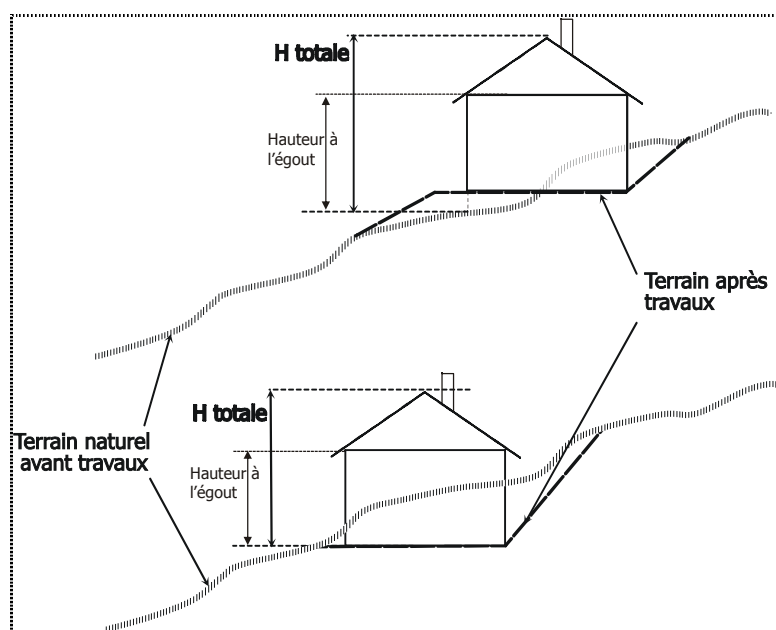 H totale
Hauteur à
l'égout
Terrain après
travaux
H totale
Terrain naturel
avant travaux
Hauteur à
l'égout